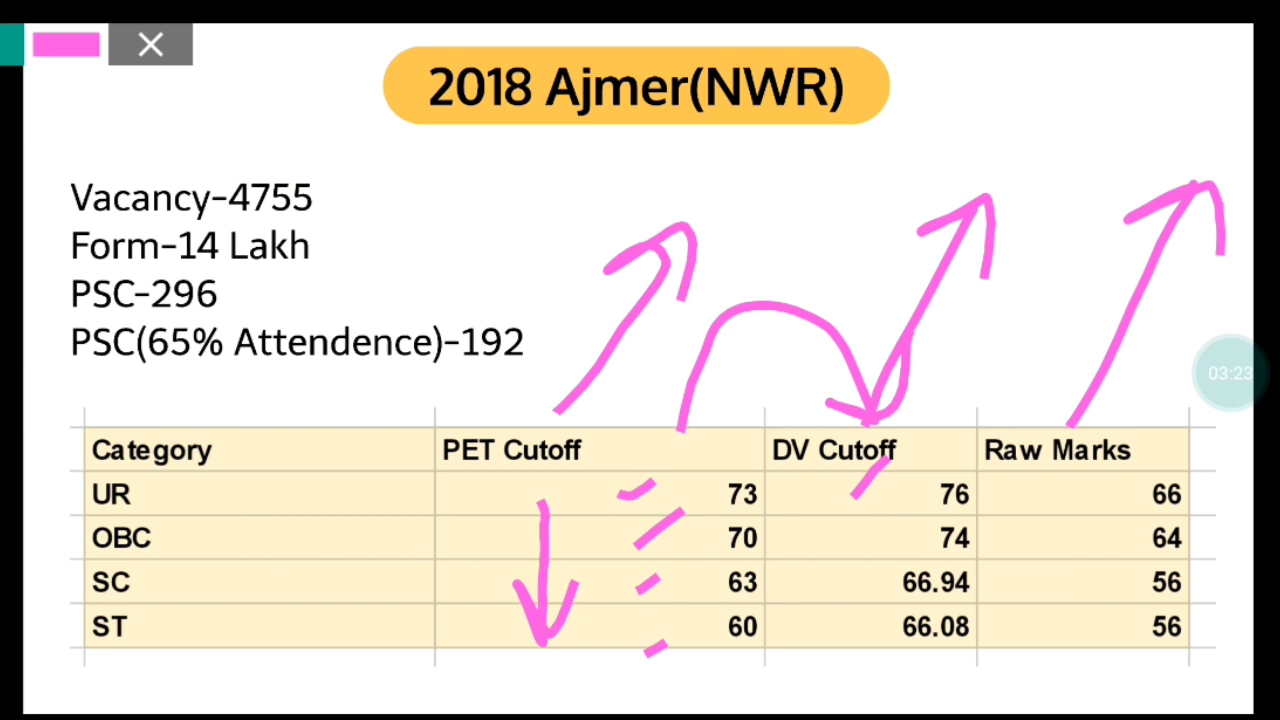 2018 Ajmer(NWR)
Vacancy-4755
Form-14 Lakh
PSC-296
PSC(65% Attendence)-192
03:23
Category PET Cutoff DV Cutoff Raw Marks
UR 73 76 66
OBC 70 74 64
SC 63 66.94 56
ST 60 66.08 56